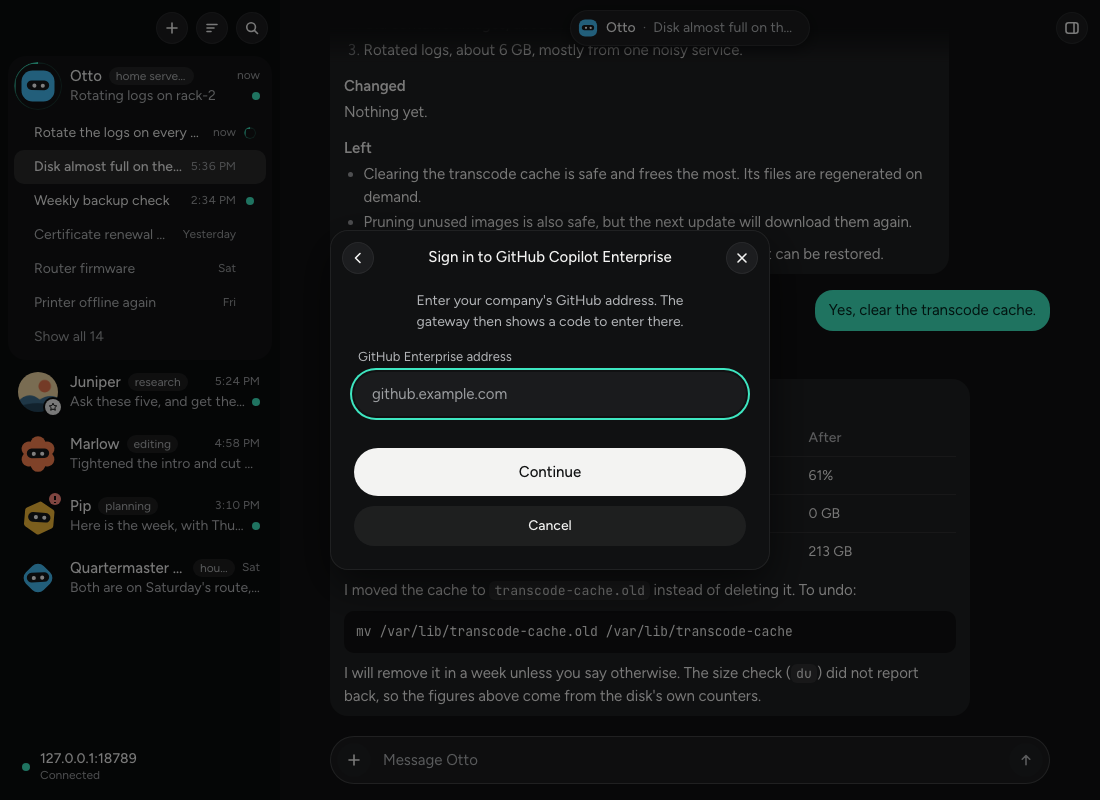 Otto home serve... now
Rotating logs on rack-2
Rotate the logs on every ... now
Disk almost full on the... 5:36 PM
Weekly backup check 2:34 PM
Certificate renewal ... Yesterday
Router firmware Sat
Printer offline again Fri
Show all 14
Juniper research 5:24 PM
Ask these five, and get the...
Marlow editing 4:58 PM
Tightened the intro and cut ...
Pip planning 3:10 PM
Here is the week, with Thu...
Quartermaster ... hou... Sat
Both are on Saturday's route,...
127.0.0.1:18789
Connected
Otto · Disk almost full on th...
3. Rotated logs, about 6 GB, mostly from one noisy service.
Changed
Nothing yet.
Left
• Clearing the transcode cache is safe and frees the most. Its files are regenerated on
demand.
• Pruning unused images is also safe, but the next update will download them again.
can be restored.
Yes, clear the transcode cache.
Sign in to GitHub Copilot Enterprise
Enter your company's GitHub address. The
gateway then shows a code to enter there.
GitHub Enterprise address
github.example.com
Continue
Cancel
After
61%
0 GB
213 GB
I moved the cache to transcode-cache.old instead of deleting it. To undo:
mv /var/lib/transcode-cache.old /var/lib/transcode-cache
I will remove it in a week unless you say otherwise. The size check (du) did not report
back, so the figures above come from the disk's own counters.
Message Otto